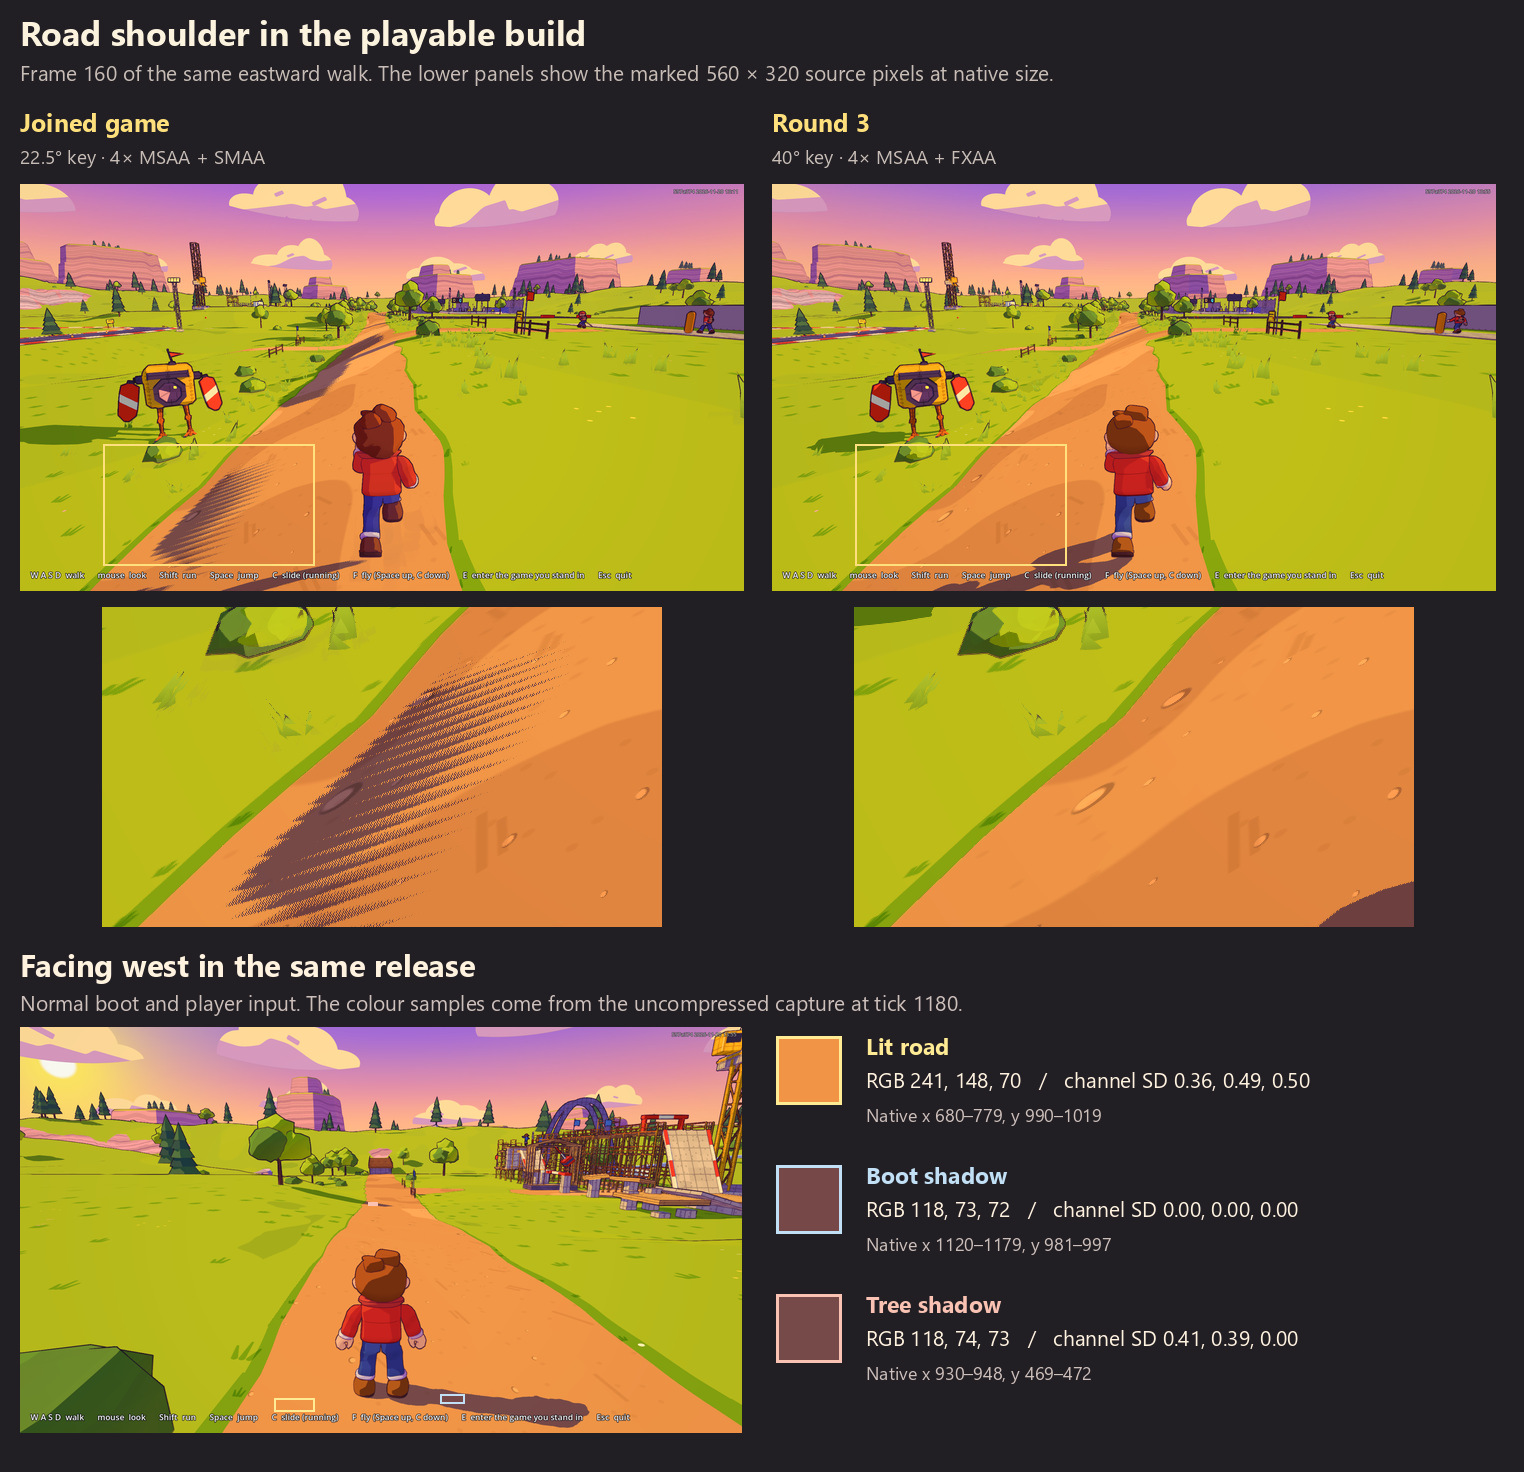 Road shoulder in the playable build
Frame 160 of the same eastward walk. The lower panels show the marked 560 × 320 source pixels at native size.
Joined game
22.5° key · 4× MSAA + SMAA
Round 3
40° key · 4× MSAA + FXAA
W A S D walk mouse look Shift run Space jump C slide (running) F fly (Space up, C down) E enter the game you stand in Esc quit
W A S D walk mouse look Shift run Space jump C slide (running) F fly (Space up, C down) E enter the game you stand in Esc quit
Facing west in the same release
Normal boot and player input. The colour samples come from the uncompressed capture at tick 1180.
Lit road
RGB 241, 148, 70 / channel SD 0.36, 0.49, 0.50
Native x 680–779, y 990–1019
Boot shadow
RGB 118, 73, 72 / channel SD 0.00, 0.00, 0.00
Native x 1120–1179, y 981–997
Tree shadow
RGB 118, 74, 73 / channel SD 0.41, 0.39, 0.00
Native x 930–948, y 469–472
W A S D walk mouse look Shift run Space jump C slide (running) F fly (Space up, C down) E enter the game you stand in Esc quit